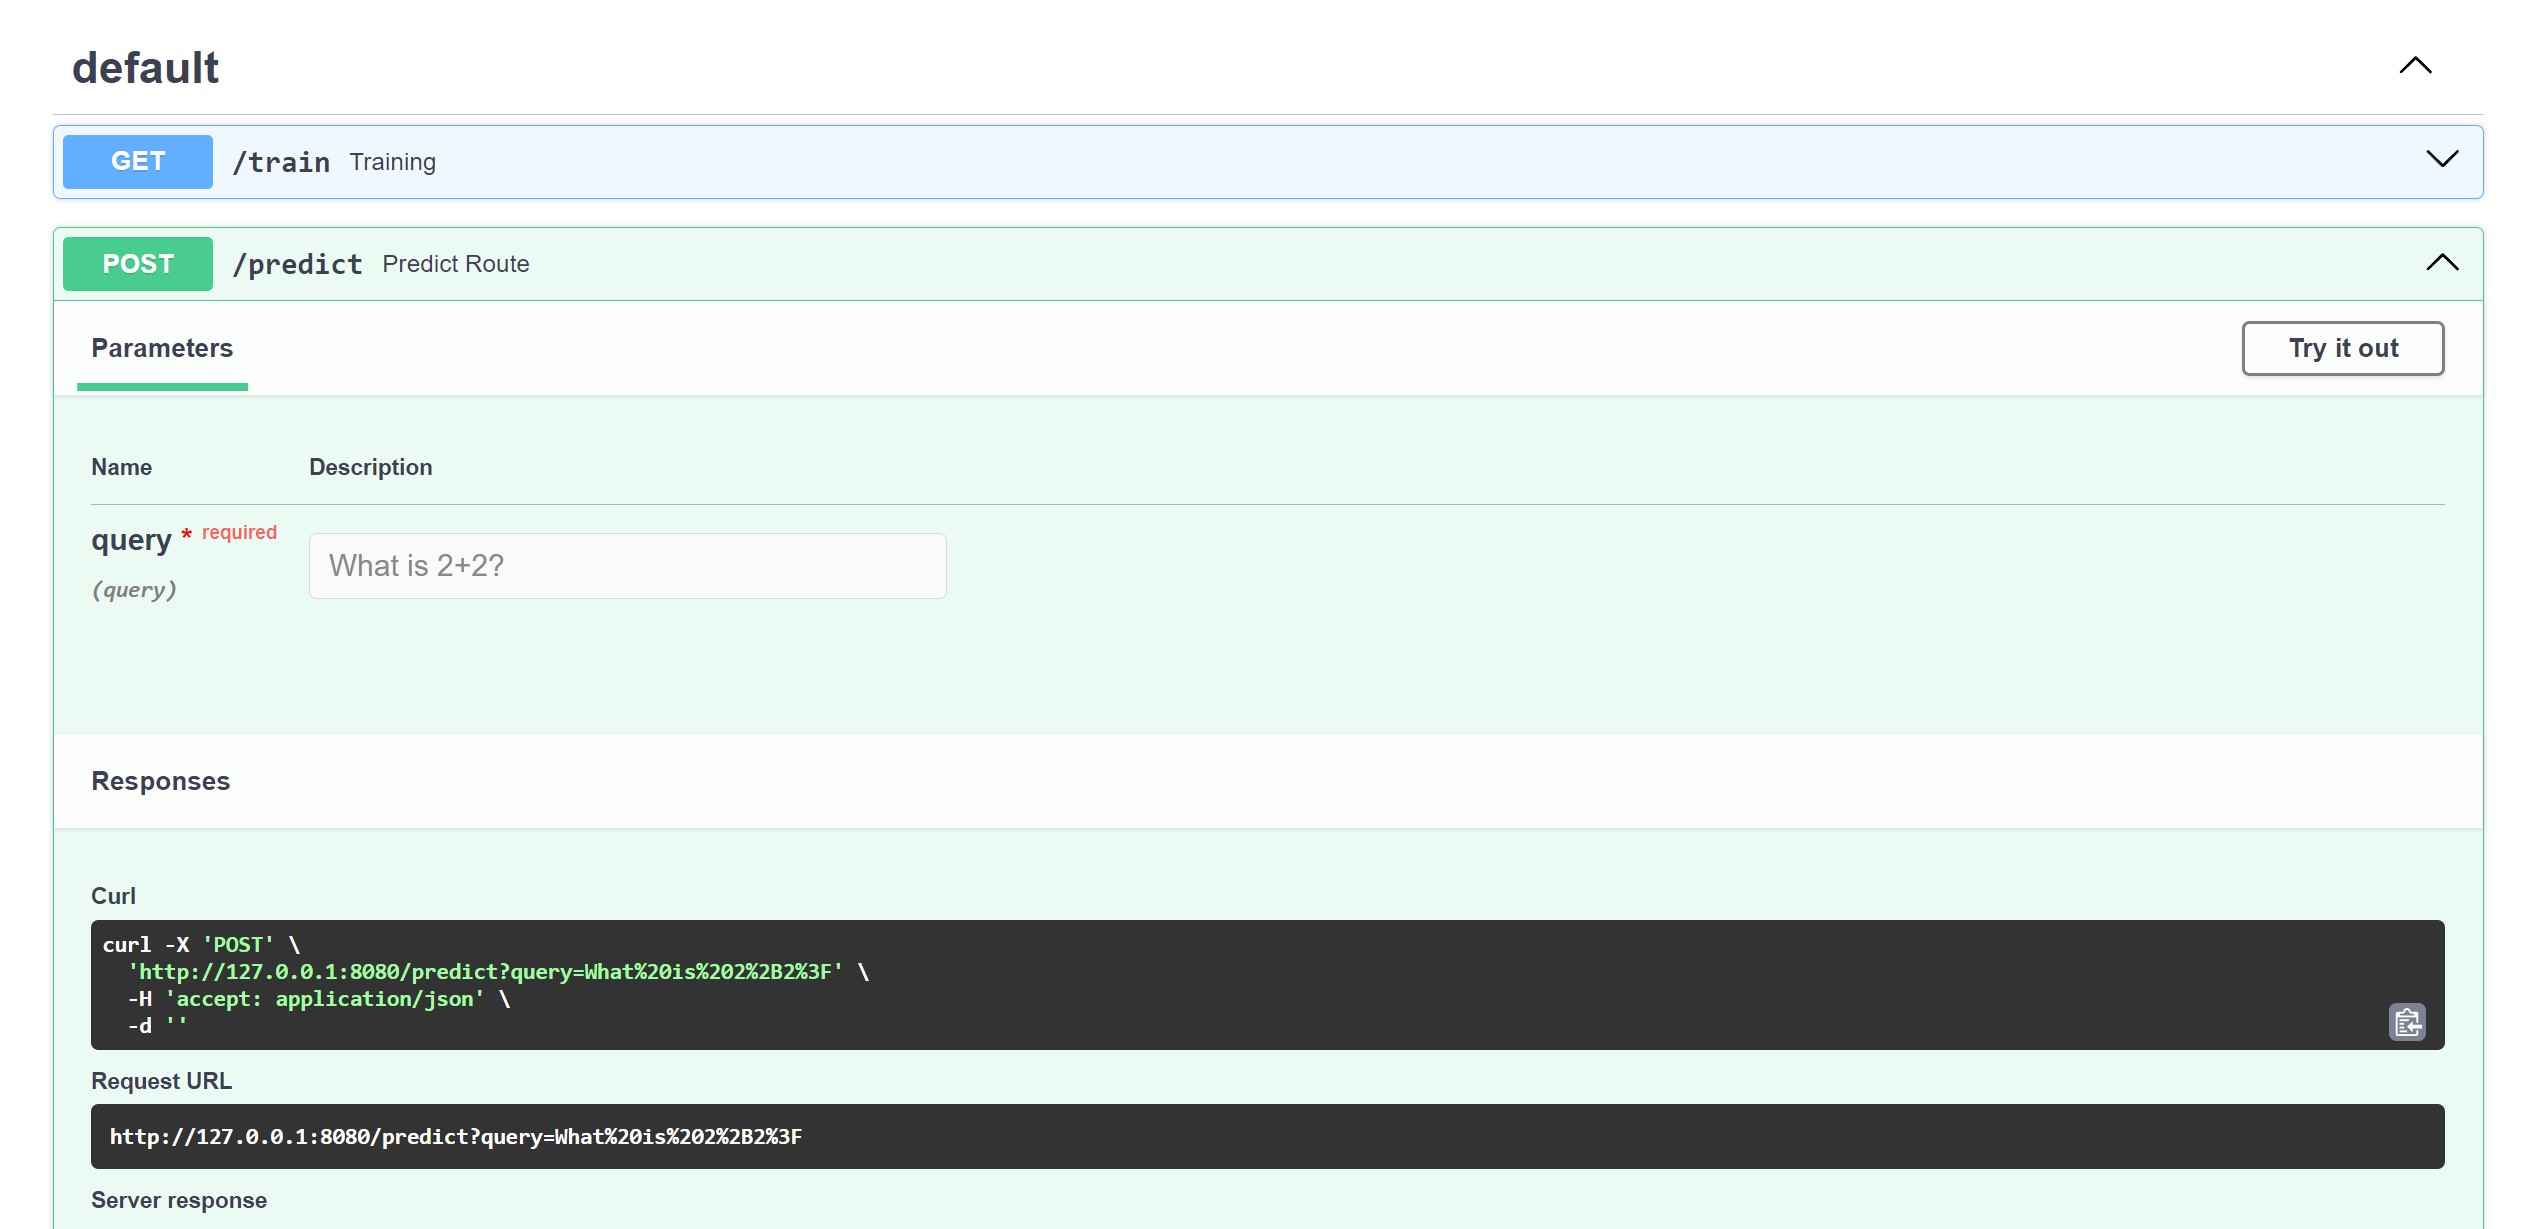 default
GET /train Training
POST /predict Predict Route
Parameters
Try it out
Name Description
query * required
What is 2+2?
(query)
Responses
Curl
curl -X 'POST' \
  'http://127.0.0.1:8080/predict?query=What%20is%202%2B2%3F' \
  -H 'accept: application/json' \
  -d ''
Request URL
http://127.0.0.1:8080/predict?query=What%20is%202%2B2%3F
Server response